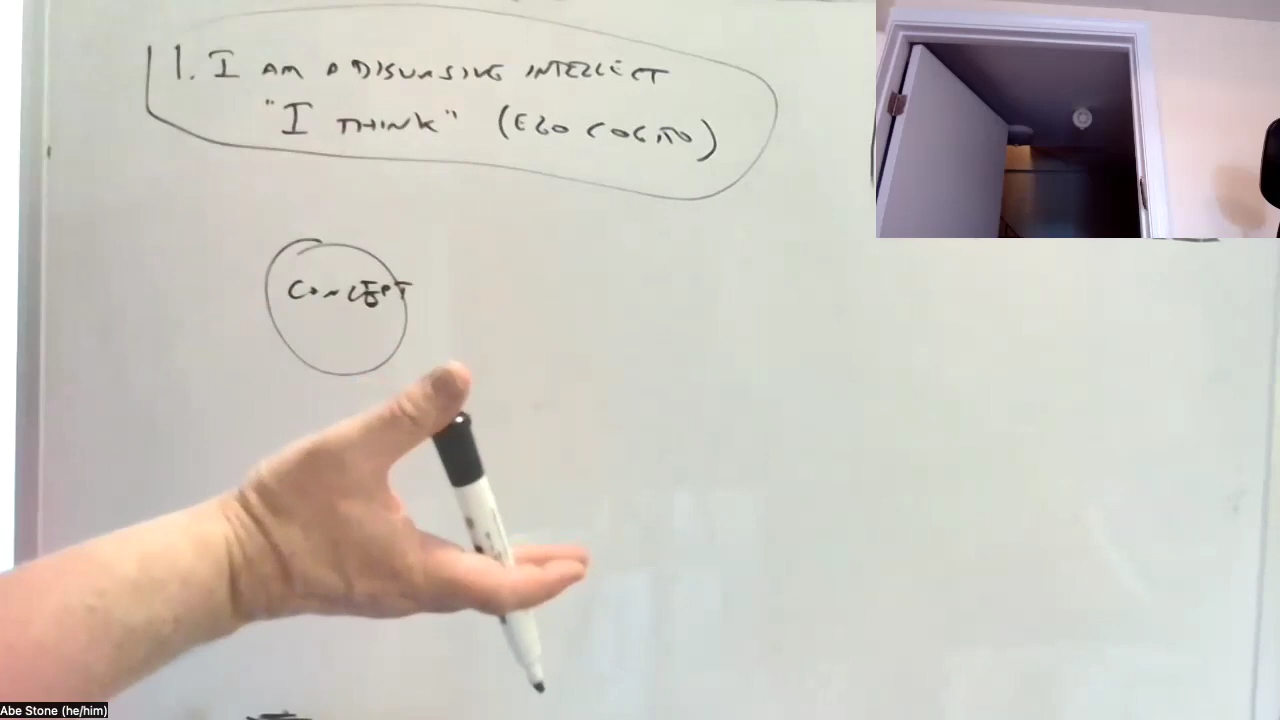 1. I AM A DISCURSIVE INTELLECT
"I THINK" (EGO COGITO)
CONCEPT
Abe Stone (he/him)